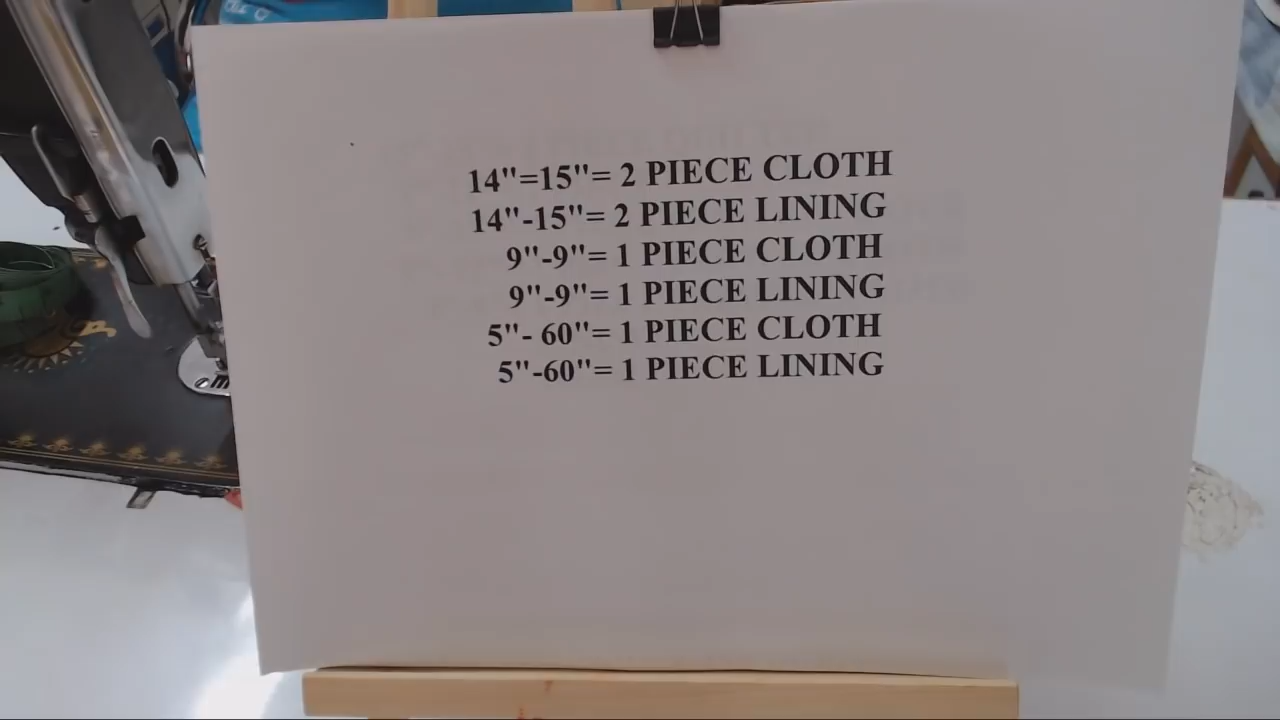 14"=15"= 2 PIECE CLOTH
14"-15"= 2 PIECE LINING
9"-9"= 1 PIECE CLOTH
9"-9"= 1 PIECE LINING
5"- 60"= 1 PIECE CLOTH
5"-60"= 1 PIECE LINING